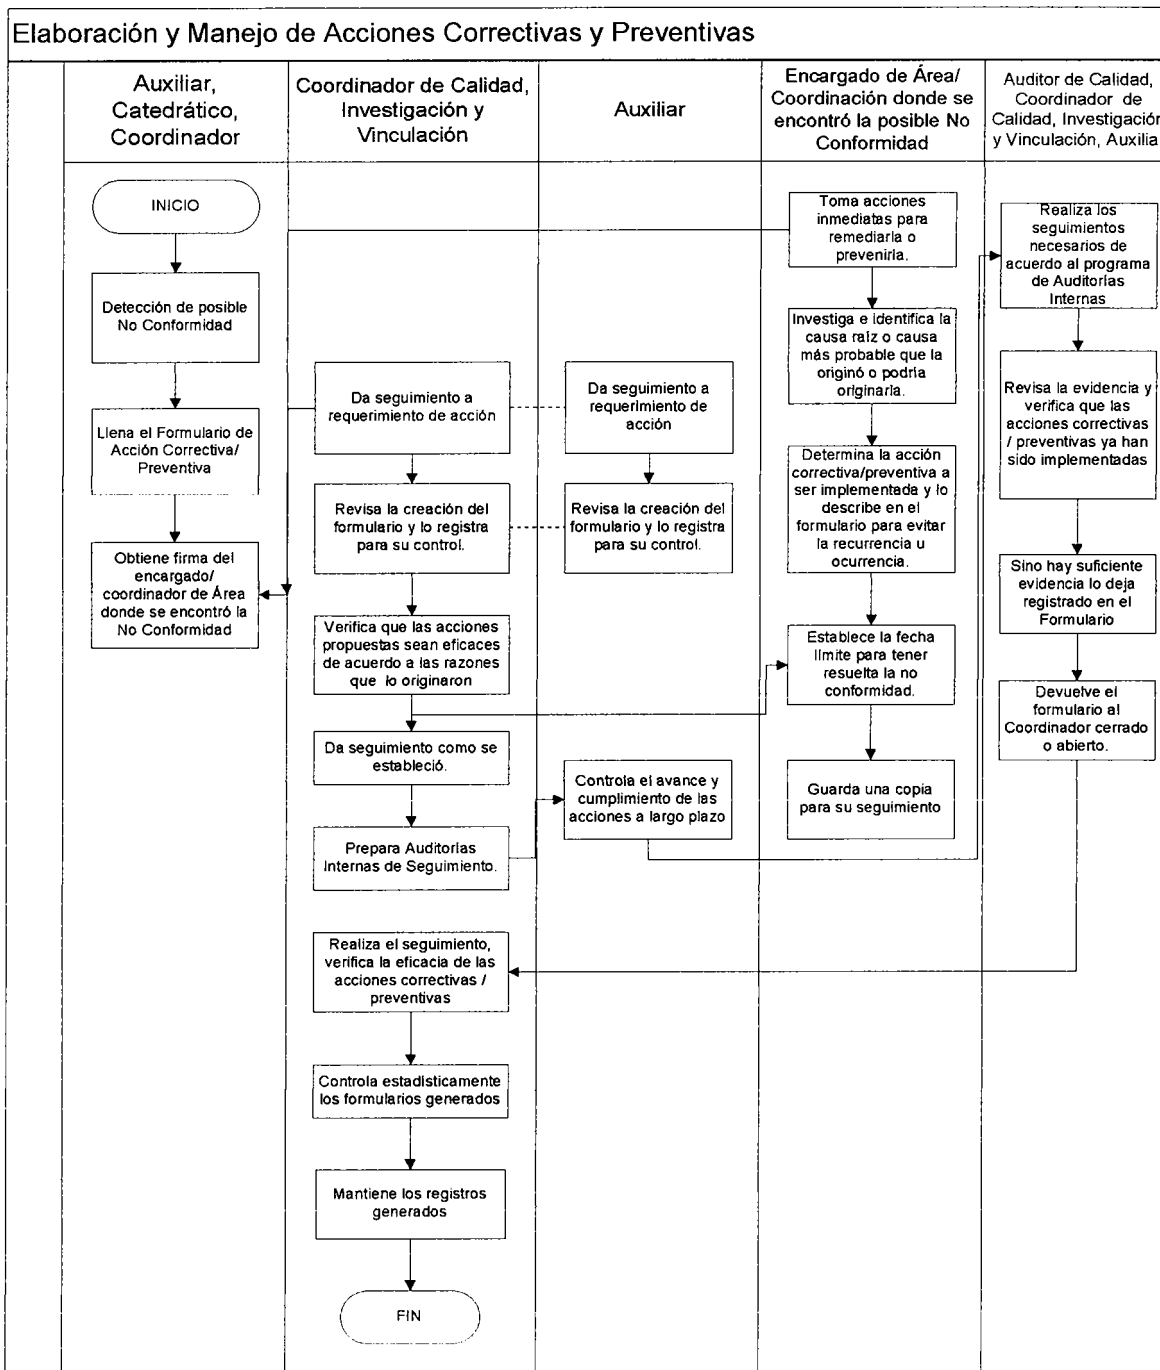 Elaboración y Manejo de Acciones Correctivas y Preventivas
Auxiliar,
Catedrático,
Coordinador
Coordinador de Calidad,
Investigación y
Vinculación
Auxiliar
Encargado de Área/
Coordinación donde se
encontró la posible No
Conformidad
Auditor de Calidad,
Coordinador de
Calidad, Investigación
y Vinculación, Auxilia
INICIO
Detección de posible
No Conformidad
Llena el Formulario de
Acción Correctiva/
Preventiva
Obtiene firma del
encargado/
coordinador de Área
donde se encontró la
No Conformidad
Da seguimiento a
requerimiento de acción
Revisa la creación del
formulario y lo registra
para su control.
Verifica que las acciones
propuestas sean eficaces
de acuerdo a las razones
que lo originaron
Da seguimiento como se
estableció.
Prepara Auditorías
Internas de Seguimiento.
Realiza el seguimiento,
verifica la eficacia de las
acciones correctivas /
preventivas
Controla estadísticamente
los formularios generados
Mantiene los registros
generados
FIN
Da seguimiento a
requerimiento de
acción
Revisa la creación del
formulario y lo registra
para su control.
Controla el avance y
cumplimiento de las
acciones a largo plazo
Toma acciones
inmediatas para
remediarla o
prevenirla.
Investiga e identifica la
causa raíz o causa
más probable que la
originó o podría
originarla.
Determina la acción
correctiva/preventiva a
ser implementada y lo
describe en el
formulario para evitar
la recurrencia u
ocurrencia.
Establece la fecha
límite para tener
resuelta la no
conformidad.
Guarda una copia
para su seguimiento
Realiza los
seguimientos
necesarios de
acuerdo al programa
de Auditorías
Internas
Revisa la evidencia y
verifica que las
acciones correctivas
/ preventivas ya han
sido implementadas
Sino hay suficiente
evidencia lo deja
registrado en el
Formulario
Devuelve el
formulario al
Coordinador cerrado
o abierto.